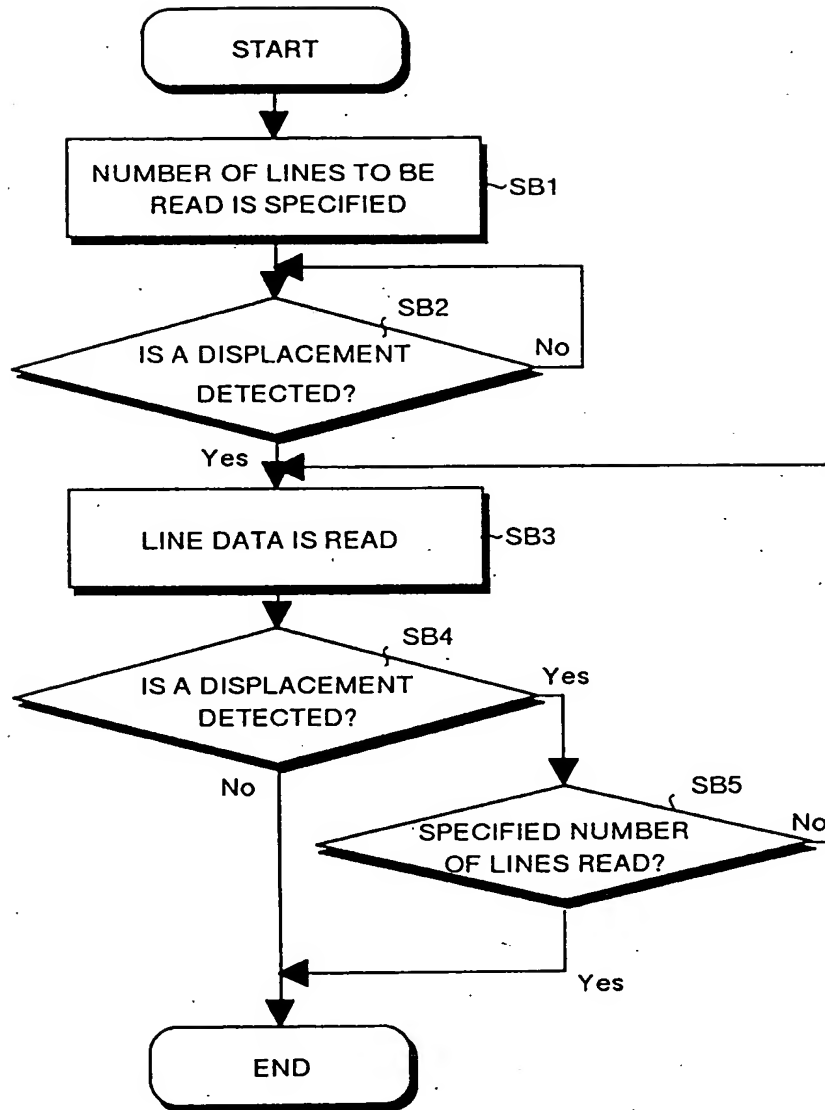 START
NUMBER OF LINES TO BE
READ IS SPECIFIED
SB1
SB2
IS A DISPLACEMENT
DETECTED?
No
Yes
LINE DATA IS READ
SB3
SB4
IS A DISPLACEMENT
DETECTED?
Yes
No
SB5
SPECIFIED NUMBER
OF LINES READ?
No
Yes
END